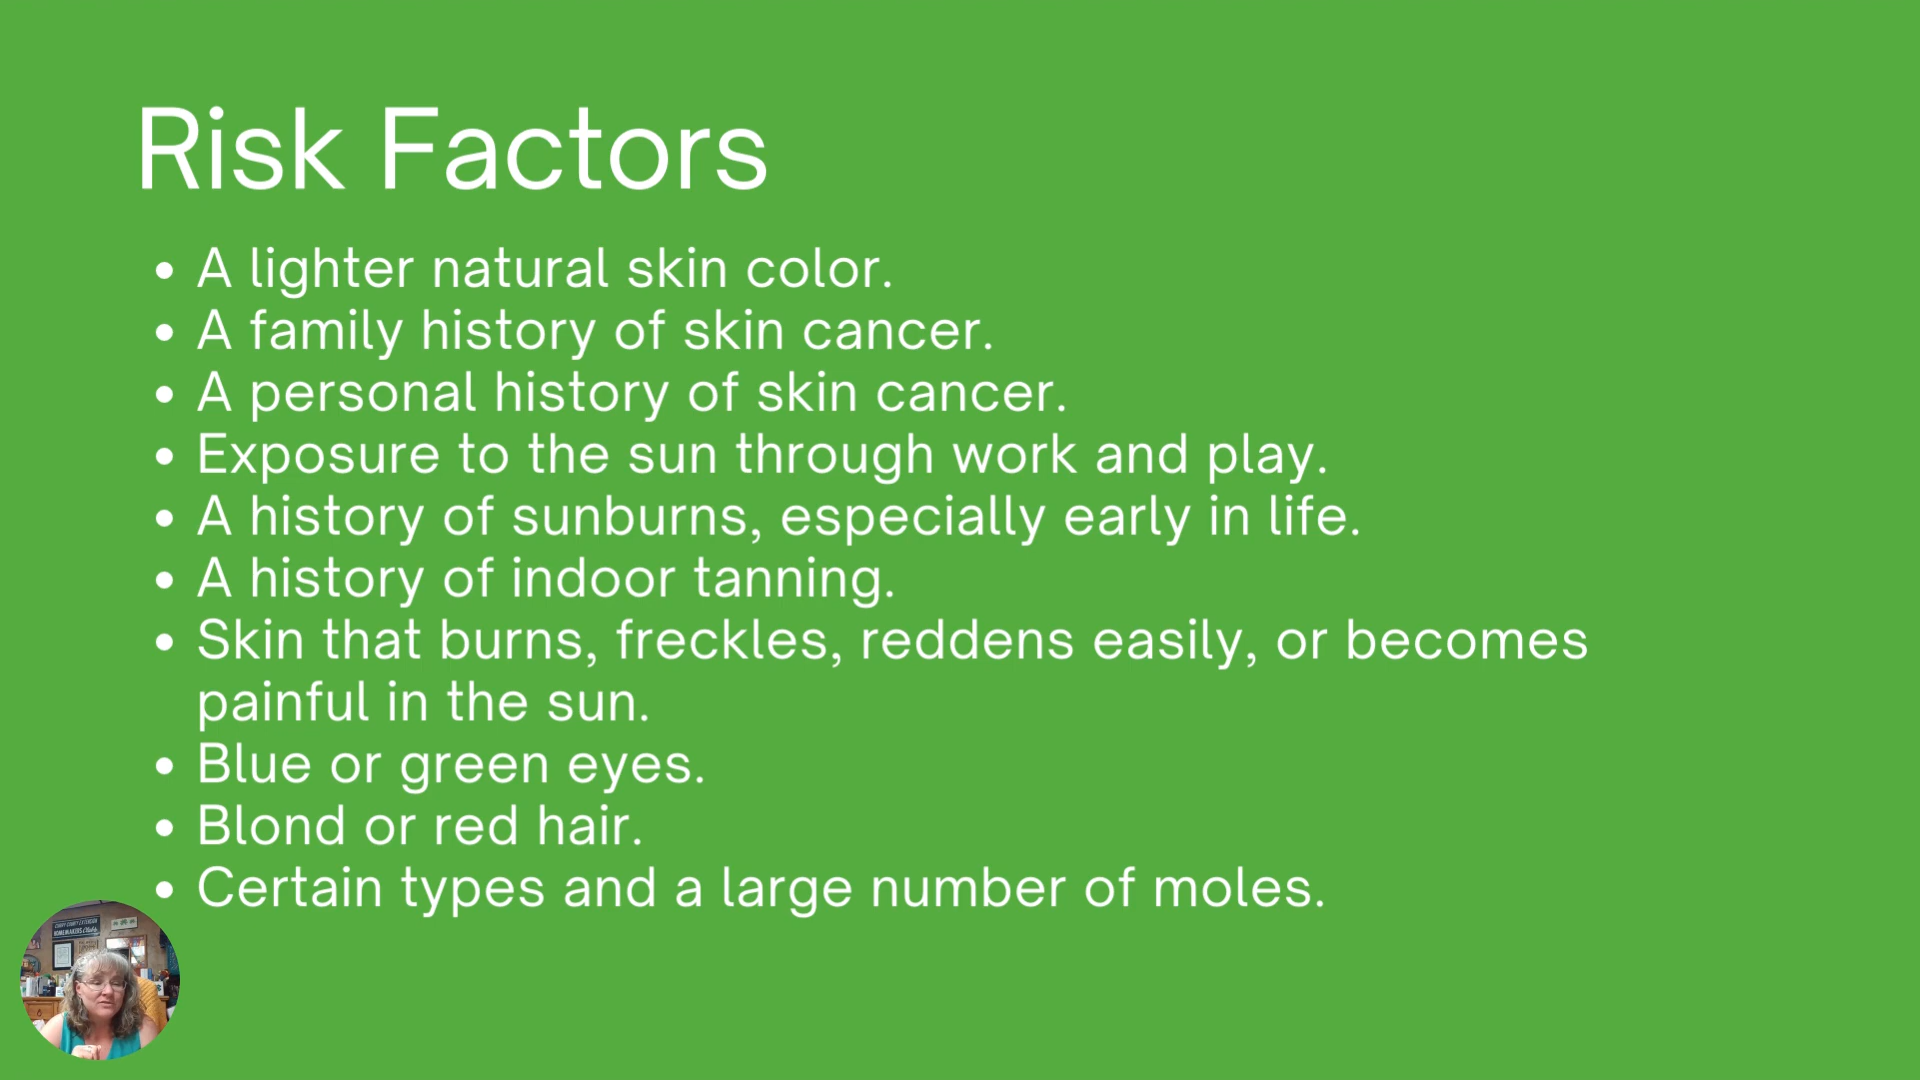 Risk Factors
• A lighter natural skin color.
• A family history of skin cancer.
• A personal history of skin cancer.
• Exposure to the sun through work and play.
• A history of sunburns, especially early in life.
• A history of indoor tanning.
• Skin that burns, freckles, reddens easily, or becomes
painful in the sun.
• Blue or green eyes.
• Blond or red hair.
• Certain types and a large number of moles.
HOMEMAKERS Clubs